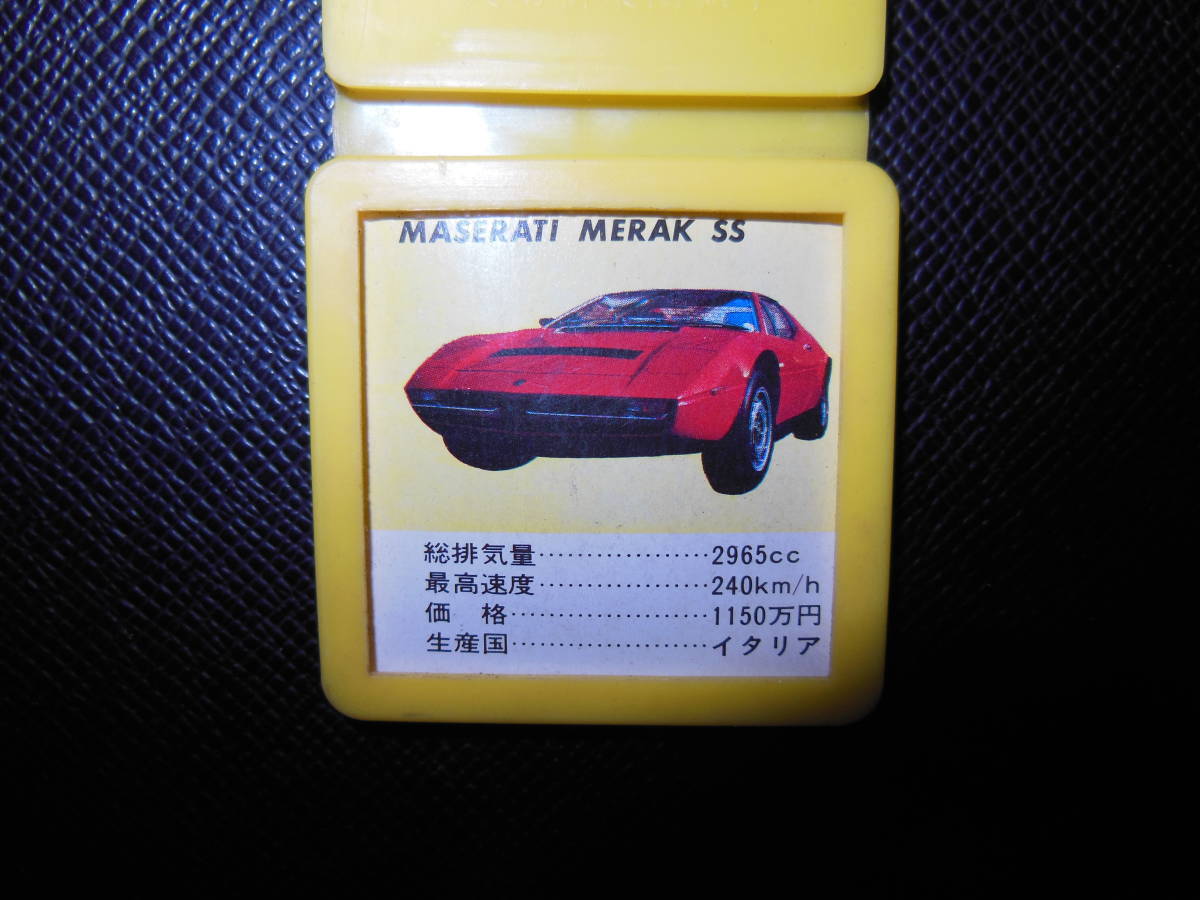 MASERATI MERAK SS
総排気量………………2965cc
最高速度………………240km/h
価　格…………………1150万円
生産国…………………イタリア